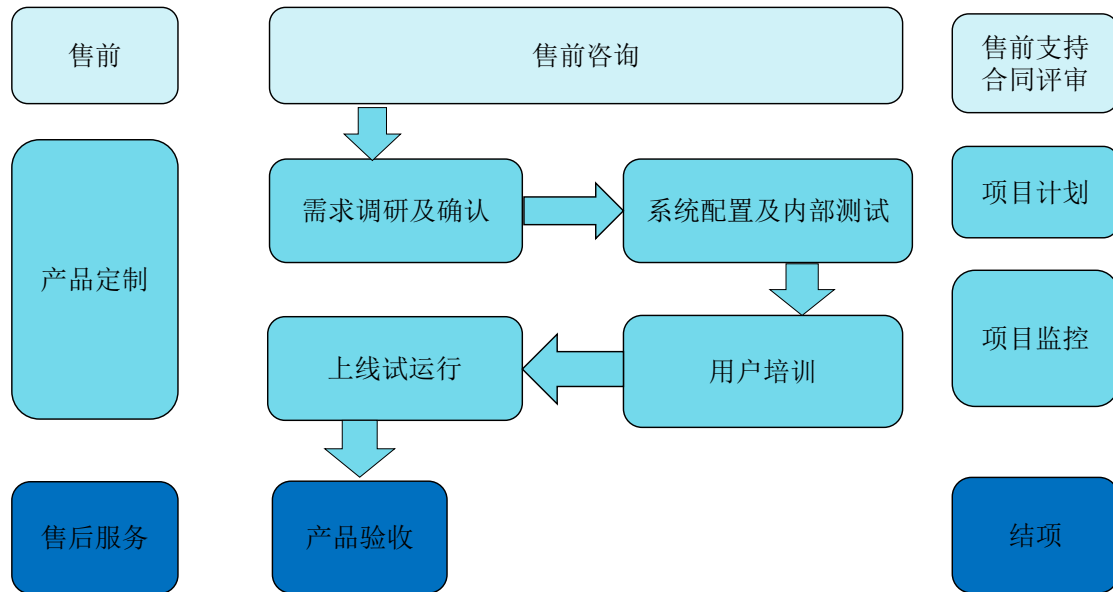 售前
售前咨询
售前支持
合同评审
需求调研及确认
系统配置及内部测试
项目计划
产品定制
上线试运行
用户培训
项目监控
售后服务
产品验收
结项